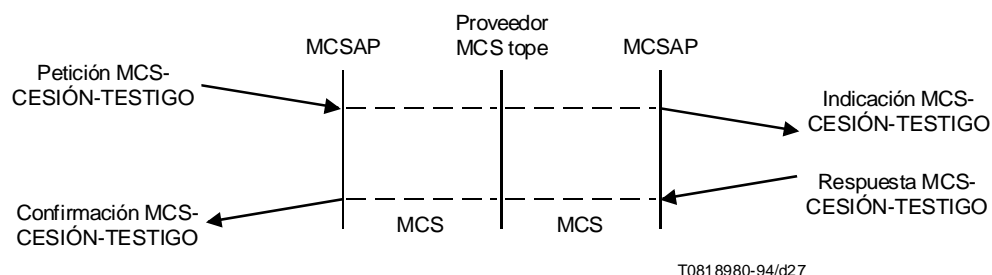 Proveedor
MCSAP
MCS tope
MCSAP
Petición MCS-
CESIÓN-TESTIGO
Indicación MCS-
CESIÓN-TESTIGO
Respuesta MCS-
CESIÓN-TESTIGO
Confirmación MCS-
CESIÓN-TESTIGO
MCS
MCS
T0818980-94/d27